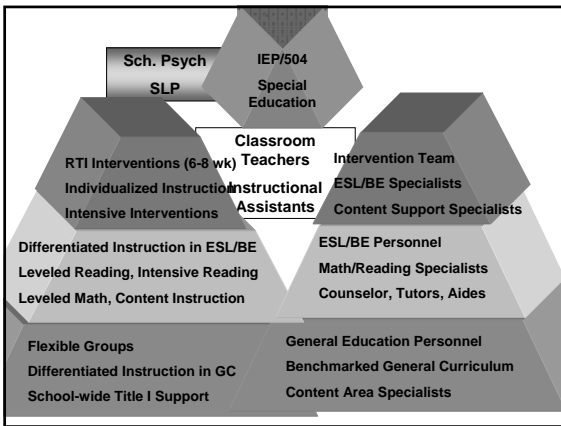 Sch. Psych
SLP
IEP/504
Special
Education
Classroom
Teachers
Instructional
Assistants
RTI Interventions (6-8 wk)
Individualized Instruction
Intensive Interventions
Intervention Team
ESL/BE Specialists
Content Support Specialists
Differentiated Instruction in ESL/BE
Leveled Reading, Intensive Reading
Leveled Math, Content Instruction
ESL/BE Personnel
Math/Reading Specialists
Counselor, Tutors, Aides
Flexible Groups
Differentiated Instruction in GC
School-wide Title I Support
General Education Personnel
Benchmarked General Curriculum
Content Area Specialists